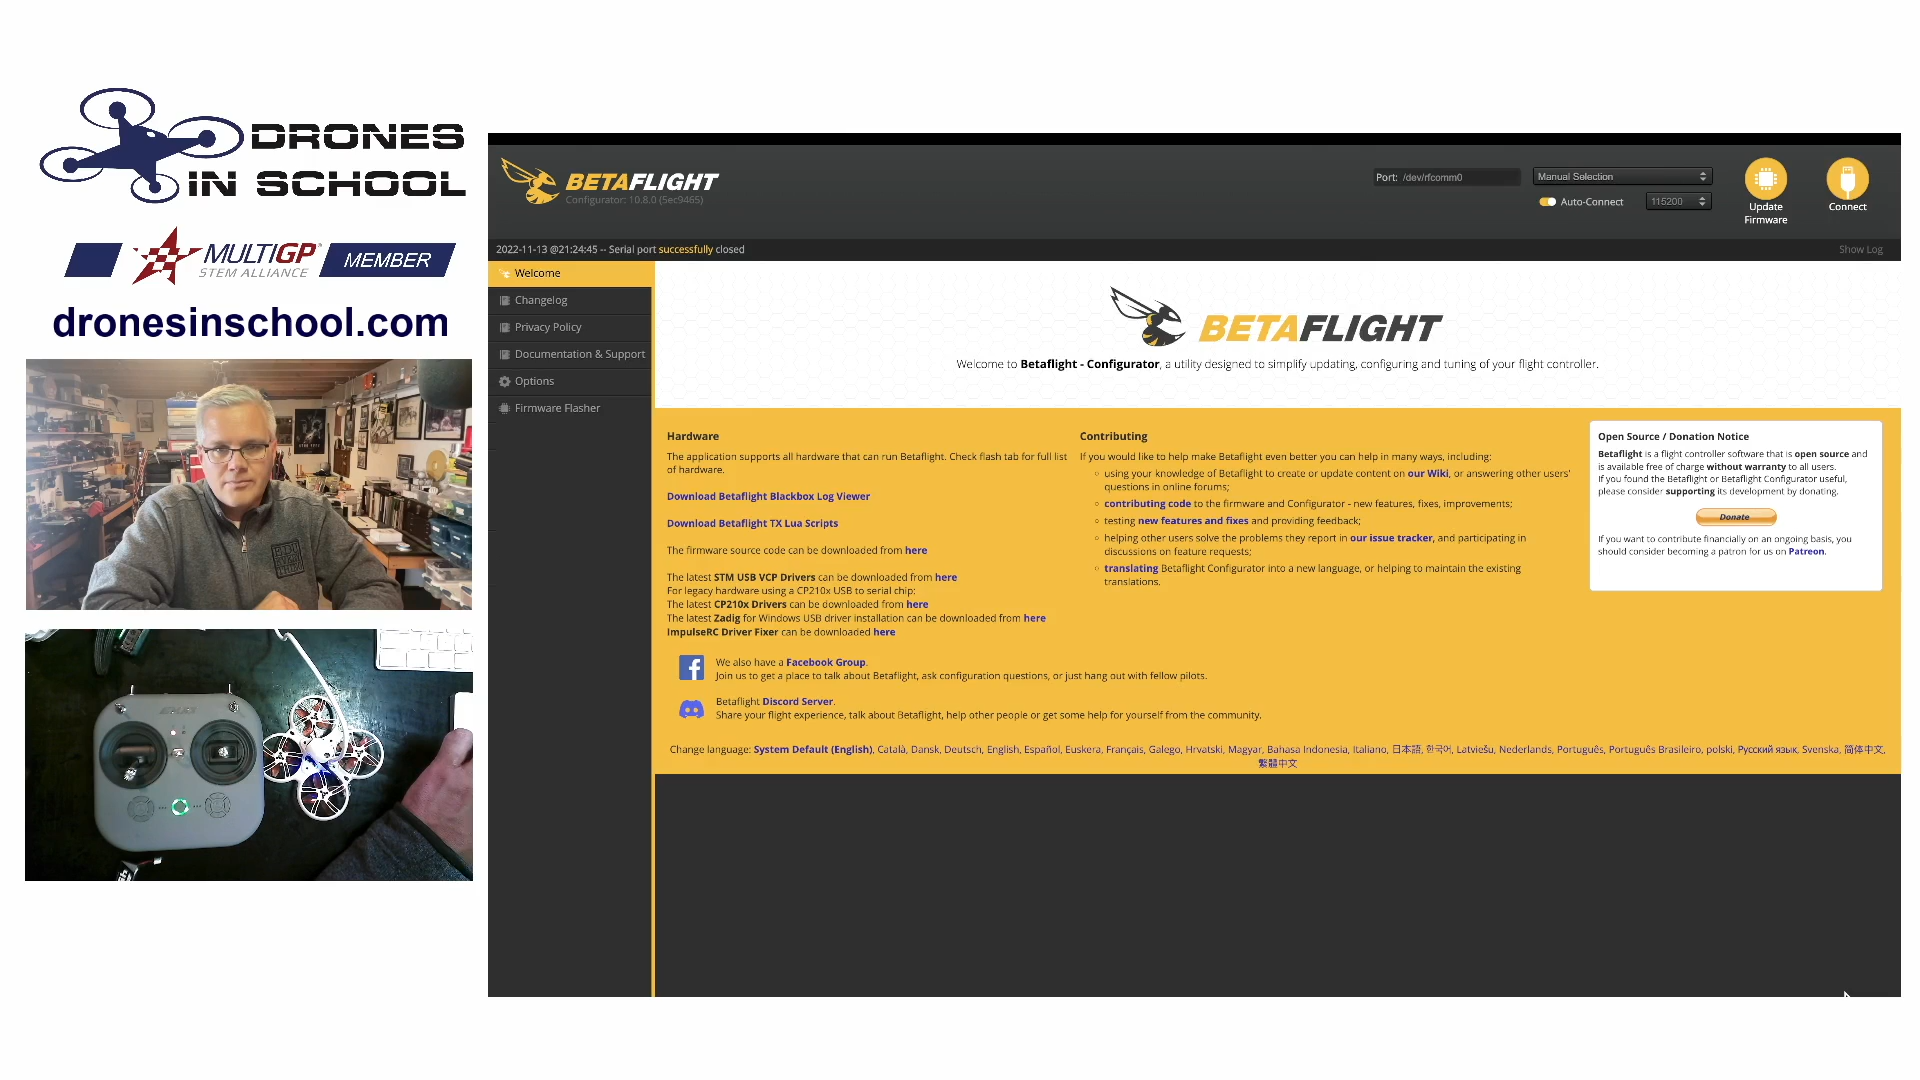 DRONES
IN SCHOOL
MULTIGP
STEM ALLIANCE
MEMBER
dronesinschool.com
BETAFLIGHT
Configurator: 10.8.0 (5ec9465)
Port: /dev/rfcomm0
Manual Selection
Auto-Connect
115200
Update
Firmware
Connect
2022-11-13 @21:24:45 -- Serial port successfully closed
Show Log
Welcome
Changelog
Privacy Policy
Documentation & Support
Options
Firmware Flasher
BETAFLIGHT
Welcome to Betaflight - Configurator, a utility designed to simplify updating, configuring and tuning of your flight controller.
Hardware
The application supports all hardware that can run Betaflight. Check flash tab for full list
of hardware.
Download Betaflight Blackbox Log Viewer
Download Betaflight TX Lua Scripts
The firmware source code can be downloaded from here
The latest STM USB VCP Drivers can be downloaded from here
For legacy hardware using a CP210x USB to serial chip:
The latest CP210x Drivers can be downloaded from here
The latest Zadig for Windows USB driver installation can be downloaded from here
ImpulseRC Driver Fixer can be downloaded here
Contributing
If you would like to help make Betaflight even better you can help in many ways, including:
using your knowledge of Betaflight to create or update content on our Wiki, or answering other users'
questions in online forums;
contributing code to the firmware and Configurator - new features, fixes, improvements;
testing new features and fixes and providing feedback;
helping other users solve the problems they report in our issue tracker, and participating in
discussions on feature requests;
translating Betaflight Configurator into a new language, or helping to maintain the existing
translations.
Open Source / Donation Notice
Betaflight is a flight controller software that is open source and
is available free of charge without warranty to all users.
If you found the Betaflight or Betaflight Configurator useful,
please consider supporting its development by donating.
Donate
If you want to contribute financially on an ongoing basis, you
should consider becoming a patron for us on Patreon.
We also have a Facebook Group.
Join us to get a place to talk about Betaflight, ask configuration questions, or just hang out with fellow pilots.
Betaflight Discord Server.
Share your flight experience, talk about Betaflight, help other people or get some help for yourself from the community.
Change language: System Default (English), Català, Dansk, Deutsch, English, Español, Euskera, Français, Galego, Hrvatski, Magyar, Bahasa Indonesia, Italiano, 日本語, 한국어, Latviešu, Nederlands, Português, Português Brasileiro, polski, Русский язык, Svenska, 简体中文,
繁體中文